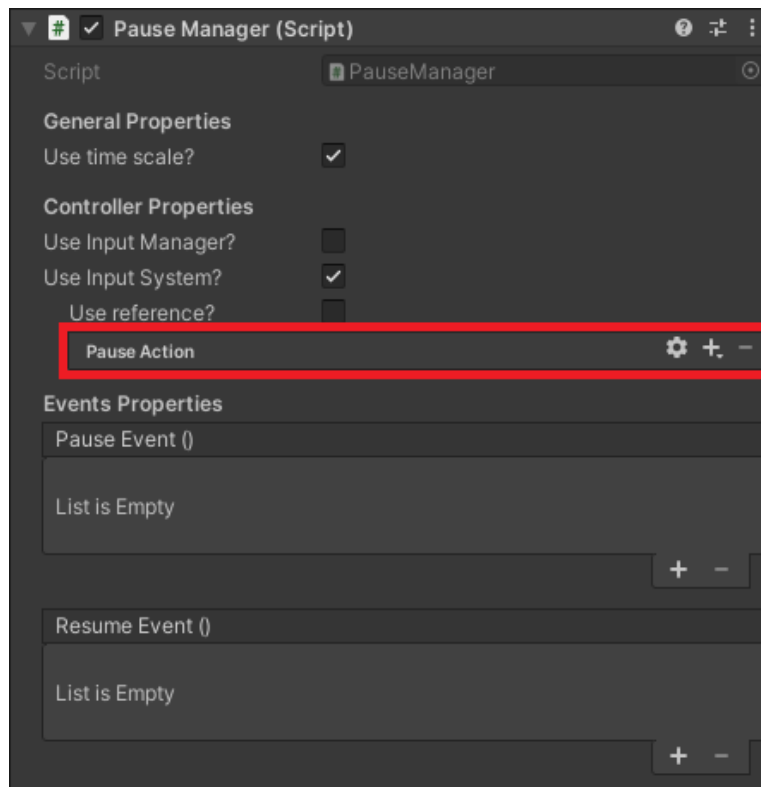 Pause Manager (Script)
Script PauseManager
General Properties
Use time scale?
Controller Properties
Use Input Manager?
Use Input System?
Use reference?
Pause Action
Events Properties
Pause Event ()
List is Empty
Resume Event ()
List is Empty